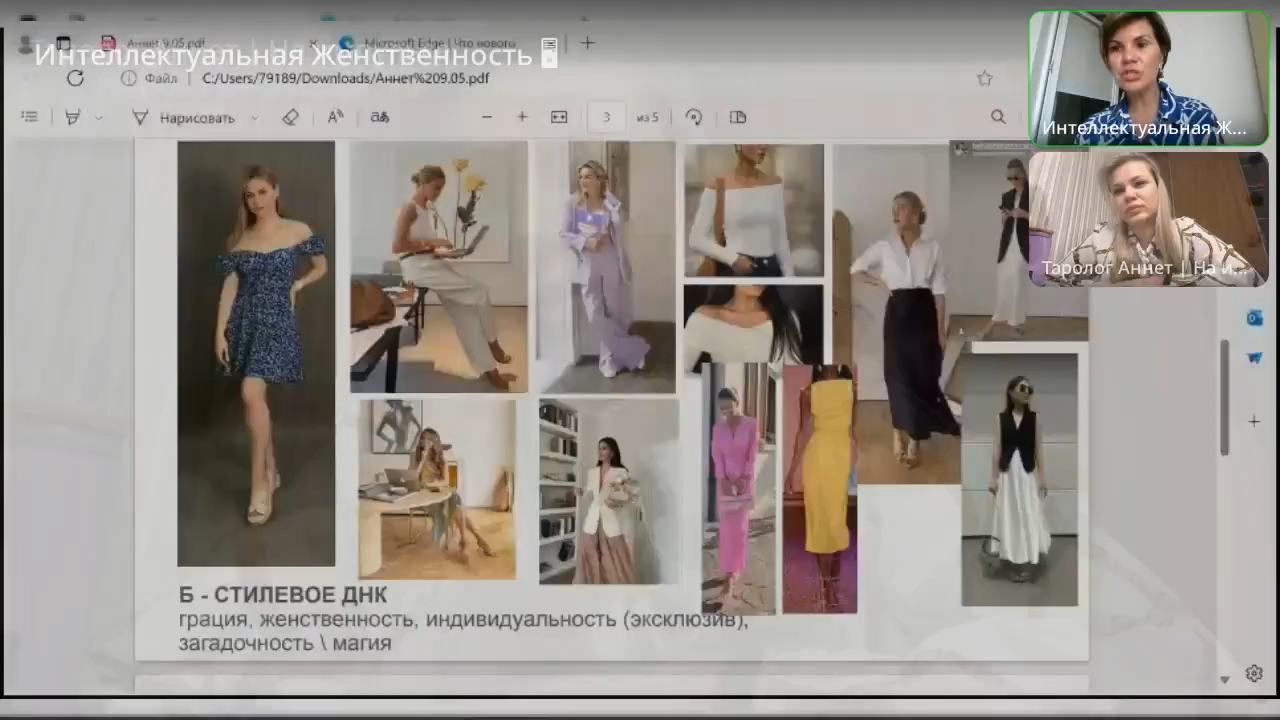 Аннет 9.05.pdf
Microsoft Edge | Что нового
Интеллектуальная Женственность
Файл
C:/Users/79189/Downloads/Аннет%209.05.pdf
Нарисовать
3
из 5
Интеллектуальная Ж...
Таролог Аннет | На И...
Б - СТИЛЕВОЕ ДНК
грация, женственность, индивидуальность (эксклюзив),
загадочность \ магия